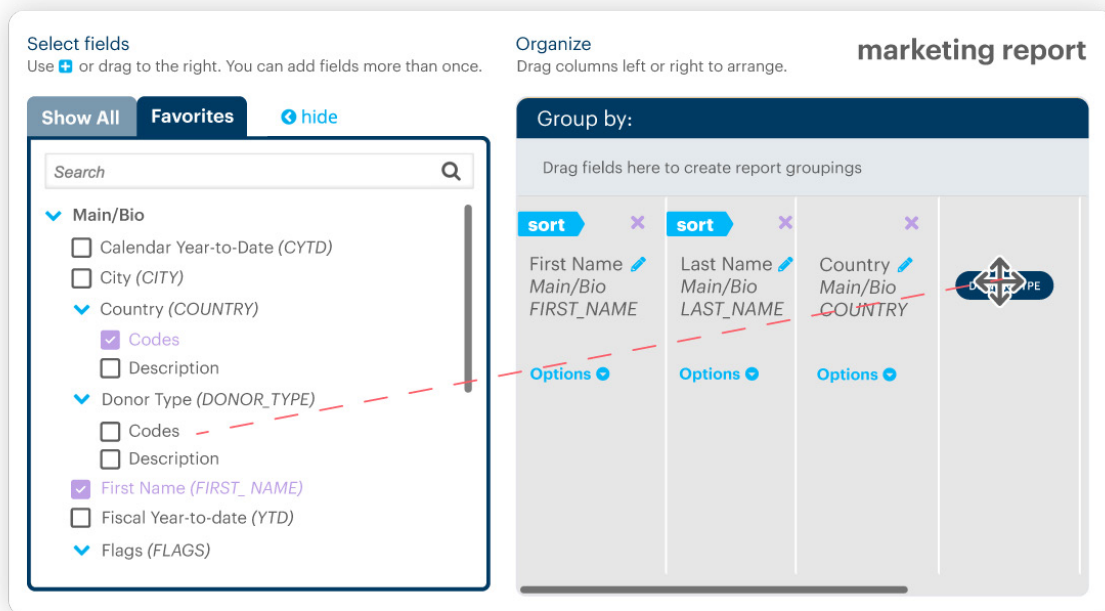 Select fields
Use + or drag to the right. You can add fields more than once.
Show All
Favorites
hide
Search
Main/Bio
Calendar Year-to-Date (CYTD)
City (CITY)
Country (COUNTRY)
Codes
Description
Donor Type (DONOR_TYPE)
Codes
Description
First Name (FIRST_ NAME)
Fiscal Year-to-date (YTD)
Flags (FLAGS)
Organize
Drag columns left or right to arrange.
marketing report
Group by:
Drag fields here to create report groupings
sort
First Name
Main/Bio
FIRST_NAME
Options
sort
Last Name
Main/Bio
LAST_NAME
Options
Country
Main/Bio
COUNTRY
Options